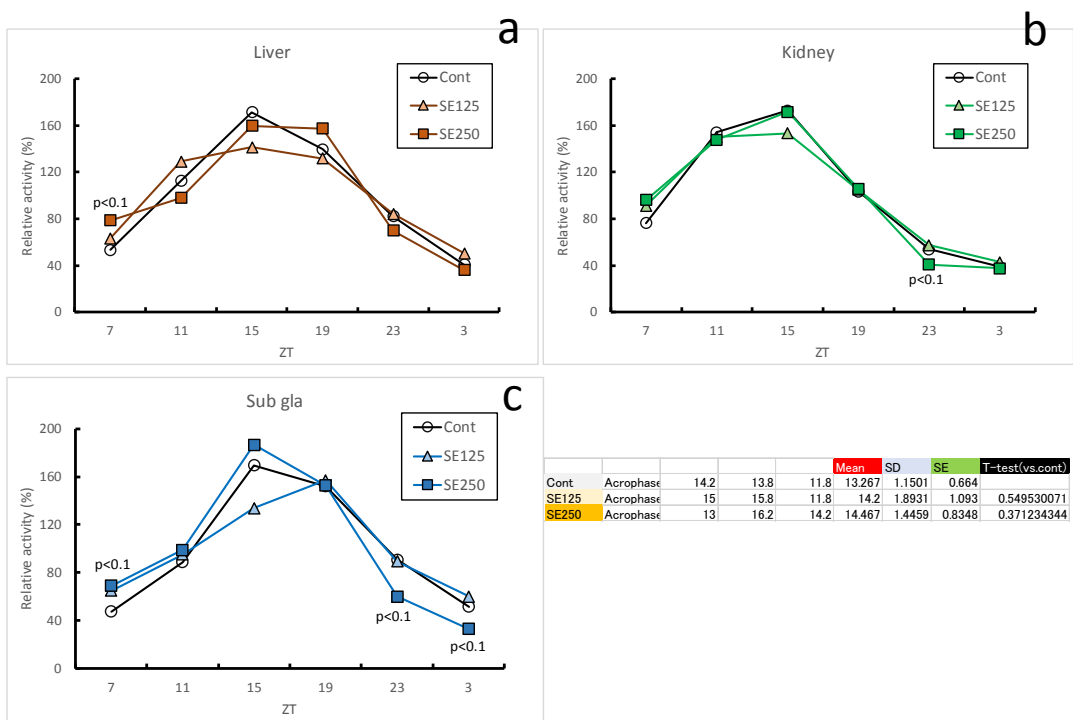 a
Liver
Relative activity (%)
200
160
120
80
40
0
Cont
SE125
SE250
p<0.1
7 11 15 19 23 3
ZT
b
Kidney
Relative activity (%)
200
160
120
80
40
0
Cont
SE125
SE250
p<0.1
7 11 15 19 23 3
ZT
c
Sub gla
Relative activity (%)
200
160
120
80
40
0
Cont
SE125
SE250
p<0.1
p<0.1
p<0.1
7 11 15 19 23 3
ZT
Mean SD SE T-test(vs.cont)
Cont Acrophase 14.2 13.8 11.8 13.267 1.1501 0.664
SE125 Acrophase 15 15.8 11.8 14.2 1.8931 1.093 0.549530071
SE250 Acrophase 13 16.2 14.2 14.467 1.4459 0.8348 0.371234344